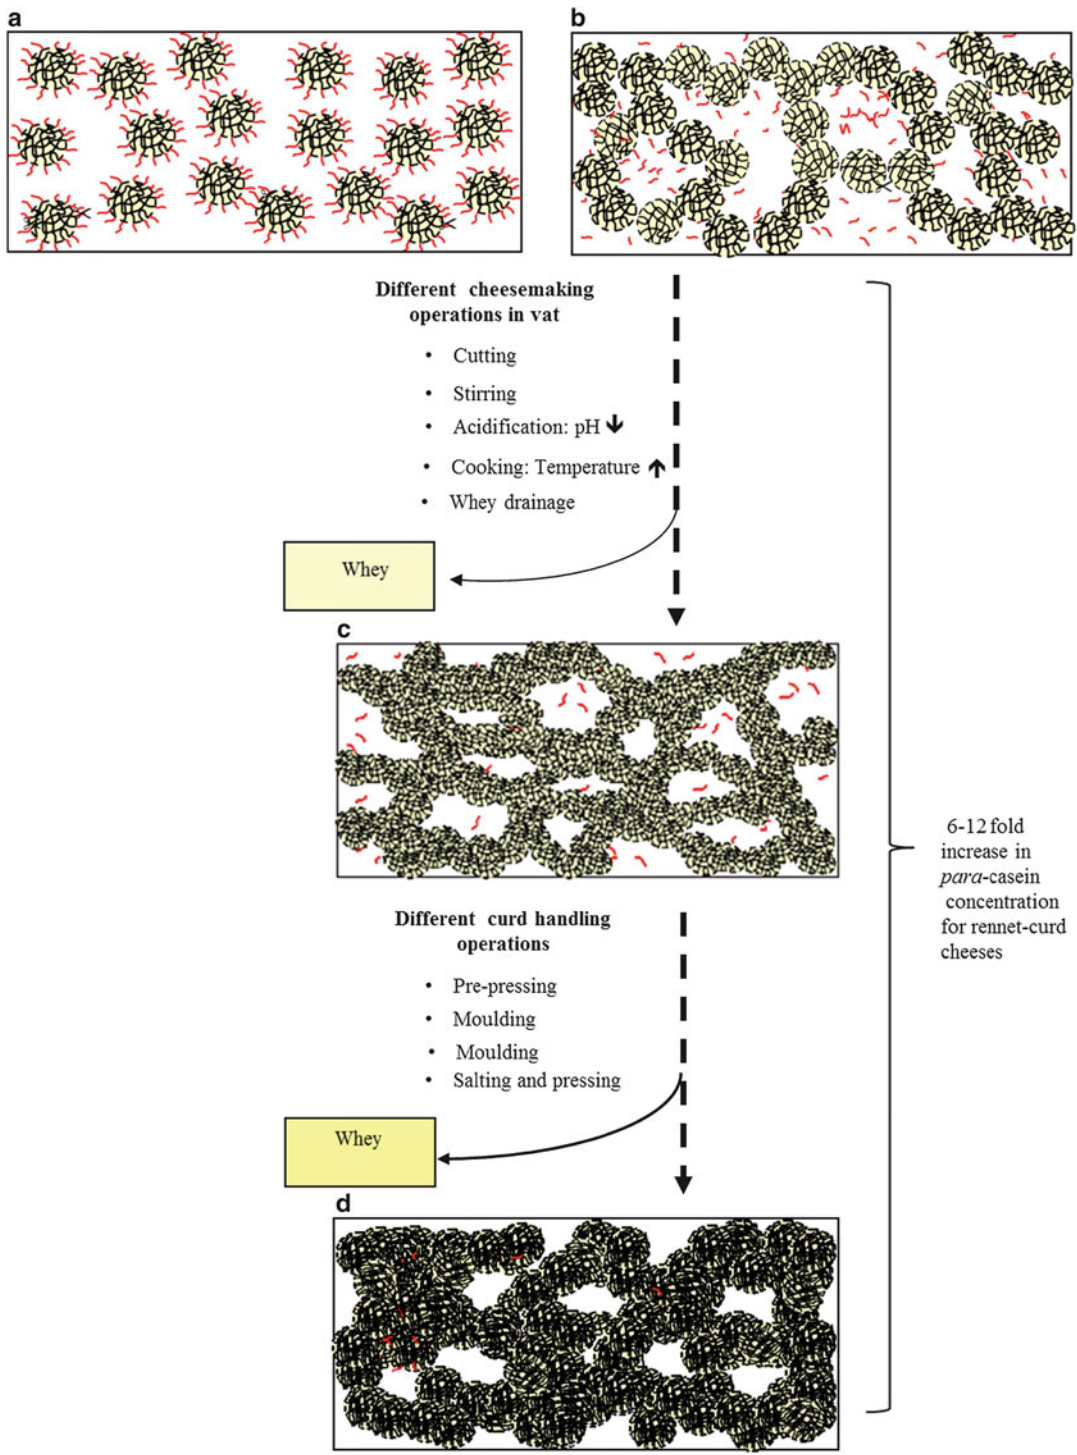 a
b
Different cheesemaking
operations in vat
• Cutting
• Stirring
• Acidification: pH ↓
• Cooking: Temperature ↑
• Whey drainage
Whey
c
6-12 fold
increase in
para-casein
concentration
for rennet-curd
cheeses
Different curd handling
operations
• Pre-pressing
• Moulding
• Moulding
• Salting and pressing
Whey
d